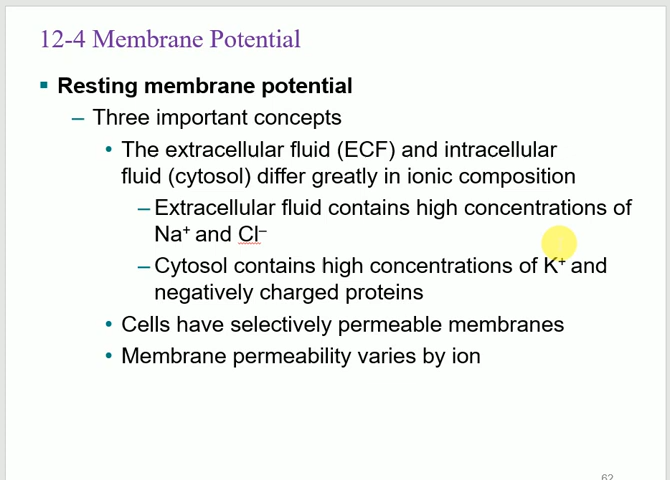 12-4 Membrane Potential
▪ Resting membrane potential
– Three important concepts
• The extracellular fluid (ECF) and intracellular
fluid (cytosol) differ greatly in ionic composition
– Extracellular fluid contains high concentrations of
Na⁺ and Cl⁻
– Cytosol contains high concentrations of K⁺ and
negatively charged proteins
• Cells have selectively permeable membranes
• Membrane permeability varies by ion
62